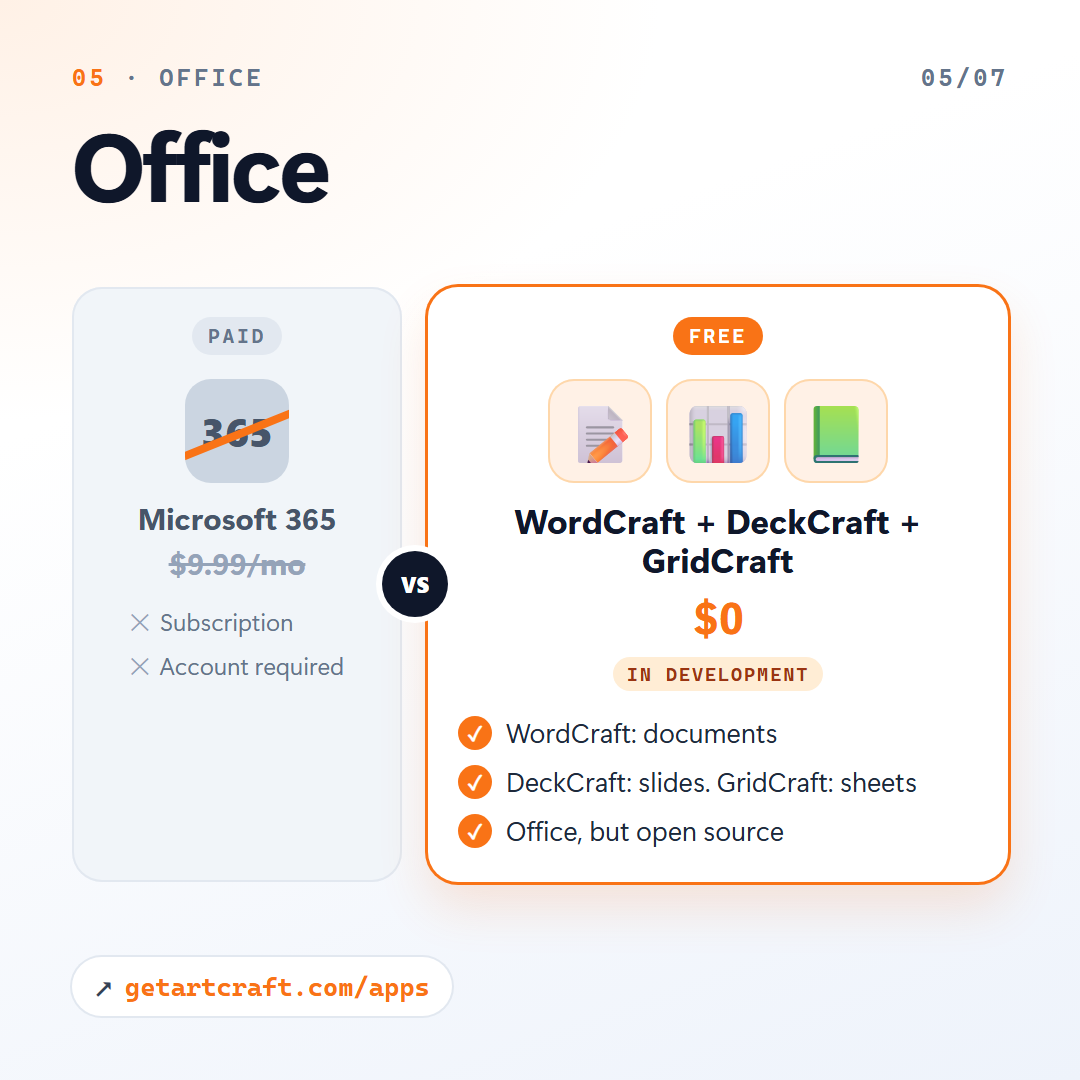 05 · OFFICE
05/07
Office
PAID
365
Microsoft 365
$9.99/mo
Subscription
Account required
VS
FREE
WordCraft + DeckCraft +
GridCraft
$0
IN DEVELOPMENT
WordCraft: documents
DeckCraft: slides. GridCraft: sheets
Office, but open source
↗ getartcraft.com/apps